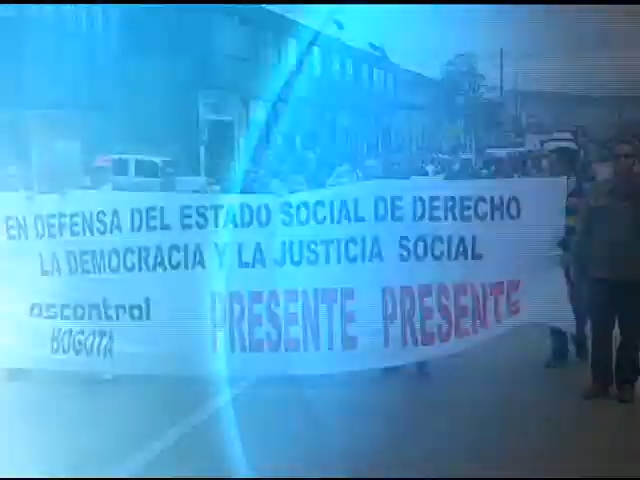 EN DEFENSA DEL ESTADO SOCIAL DE DERECHO
LA DEMOCRACIA Y LA JUSTICIA SOCIAL
ascontrol PRESENTE PRESENTE
BOGOTA